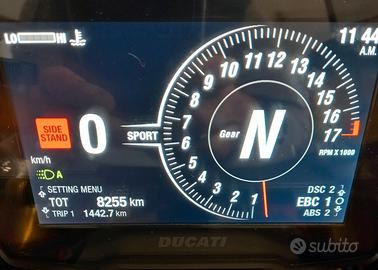 LO HI
11 44
A.M.
SIDE STAND
0
SPORT
km/h
A
Gear
N
1 2 3 4 5 6 7 8 9 10 11 12 13 14 15 16 17
RPM X 1000
SETTING MENU
TOT 8255 km
TRIP 1 1442.7 km
DSC 2
EBC 1
ABS 2
DUCATI
subito